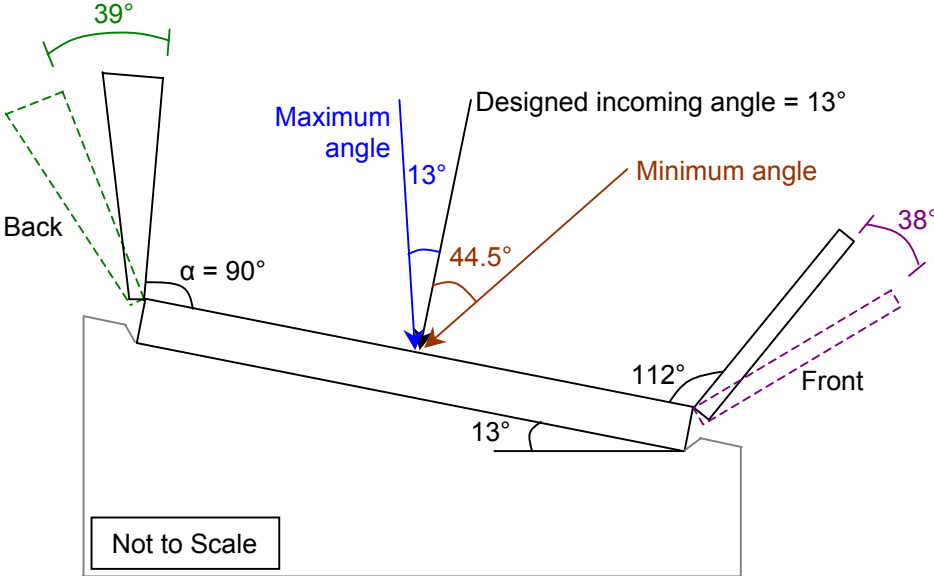 39°
Designed incoming angle = 13°
Maximum
angle
13°
Minimum angle
38°
Back
44.5°
α = 90°
112°
Front
13°
Not to Scale